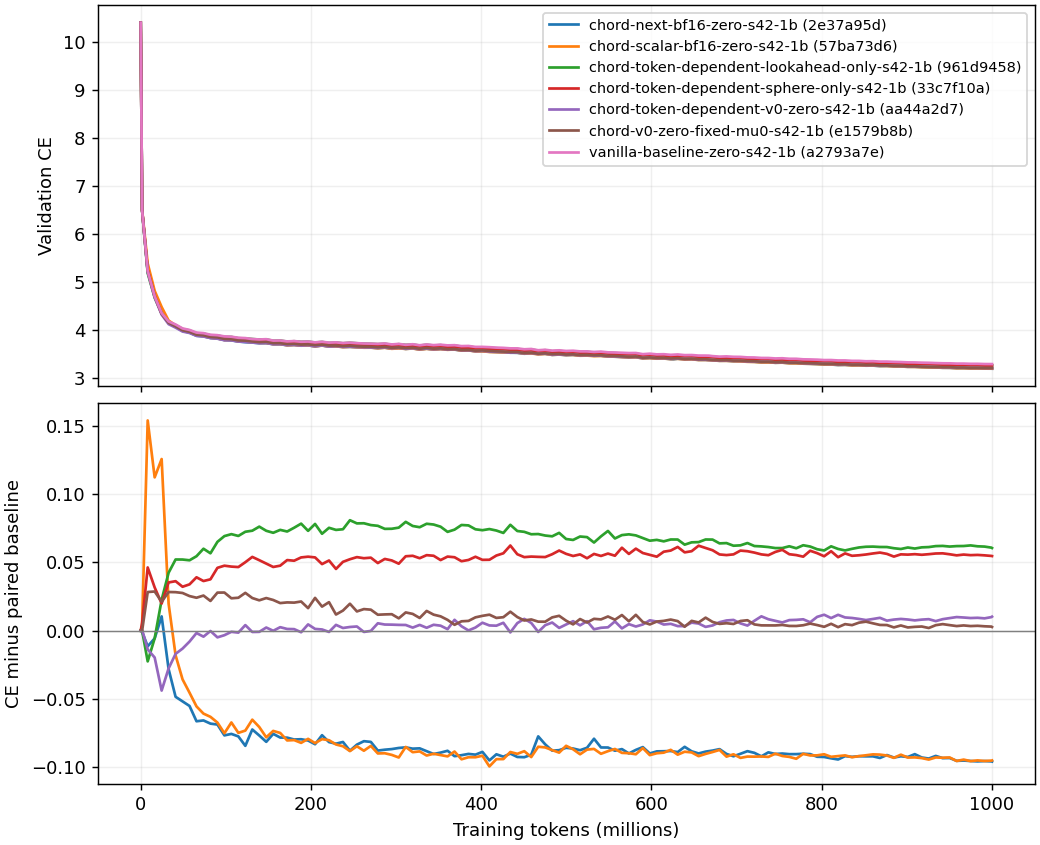 Validation CE
10
9
8
7
6
5
4
3
chord-next-bf16-zero-s42-1b (2e37a95d)
chord-scalar-bf16-zero-s42-1b (57ba73d6)
chord-token-dependent-lookahead-only-s42-1b (961d9458)
chord-token-dependent-sphere-only-s42-1b (33c7f10a)
chord-token-dependent-v0-zero-s42-1b (aa44a2d7)
chord-v0-zero-fixed-mu0-s42-1b (e1579b8b)
vanilla-baseline-zero-s42-1b (a2793a7e)
CE minus paired baseline
0.15
0.10
0.05
0.00
−0.05
−0.10
0 200 400 600 800 1000
Training tokens (millions)